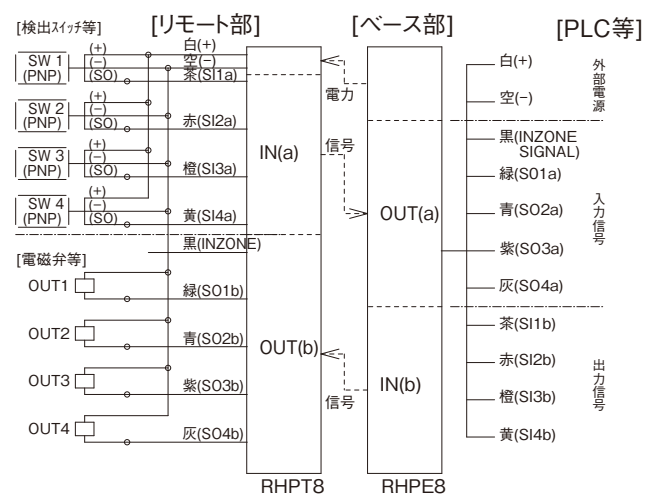 [検出スイッチ等]
[リモート部]
[ベース部]
[PLC等]
SW 1
(PNP)
(+)
(−)
(SO)
白(+)
空(−)
茶(SI1a)
SW 2
(PNP)
(+)
(−)
(SO)
赤(SI2a)
SW 3
(PNP)
(+)
(−)
(SO)
橙(SI3a)
SW 4
(PNP)
(+)
(−)
(SO)
黄(SI4a)
黒(INZONE)
[電磁弁等]
OUT1
緑(SO1b)
OUT2
青(SO2b)
OUT3
紫(SO3b)
OUT4
灰(SO4b)
IN(a)
OUT(b)
RHPT8
電力
信号
信号
OUT(a)
IN(b)
RHPE8
白(+)
空(−)
外部電源
黒(INZONE
SIGNAL)
緑(SO1a)
青(SO2a)
紫(SO3a)
灰(SO4a)
入力信号
茶(SI1b)
赤(SI2b)
橙(SI3b)
黄(SI4b)
出力信号